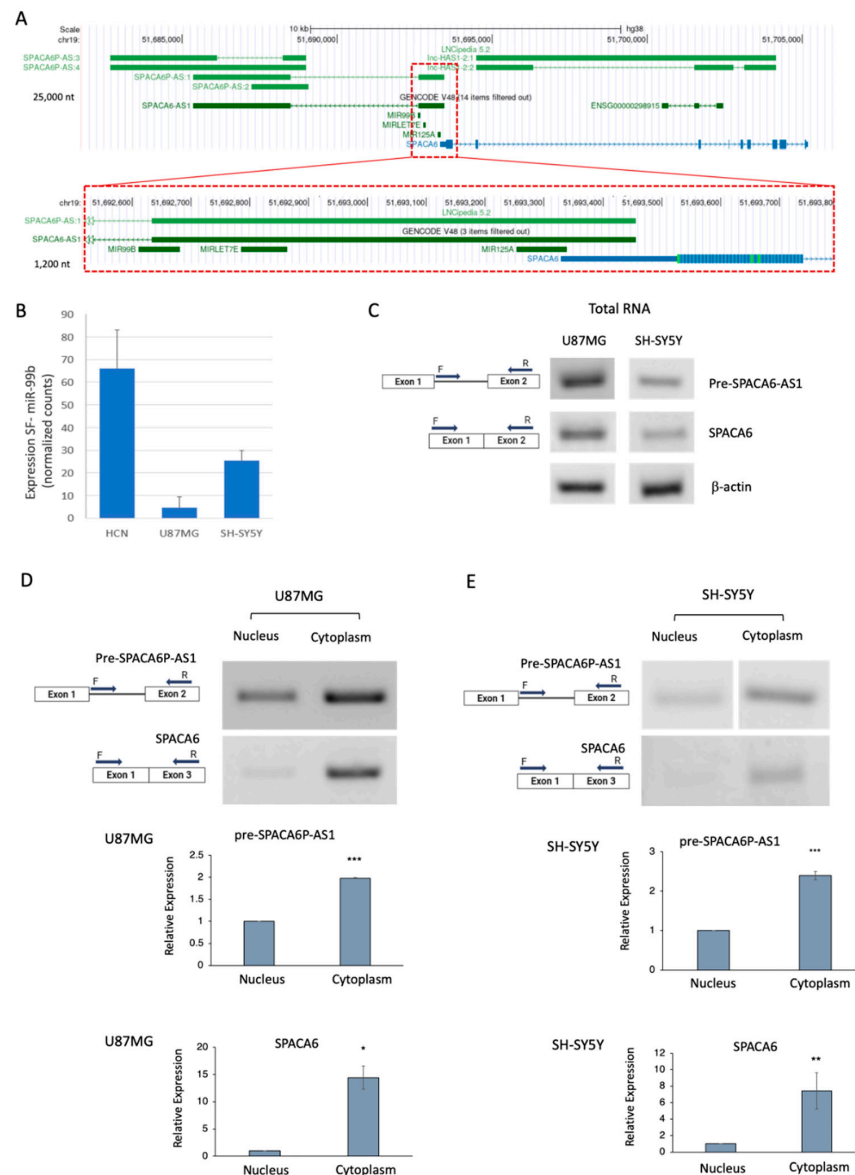 A
Scale 10 kb hg38
chr19: 51,685,000 51,690,000 51,695,000 51,700,000 51,705,000
LNCipedia 5.2
SPACA6P-AS:3 lnc-HAS1-2:1
SPACA6P-AS:4
SPACA6P-AS:1
SPACA6P-AS:2
25,000 nt
GENCODE V48 (14 items filtered out)
SPACA6-AS1 ENSG00000298915
MIR99B
MIRLET7E
MIR125A
SPACA6
chr19: 51,692,600 51,692,700 51,692,800 51,692,900 51,693,000 51,693,100 51,693,200 51,693,300 51,693,400 51,693,500 51,693,600 51,693,700 51,693,80
LNCipedia 5.2
SPACA6P-AS:1
GENCODE V48 (3 items filtered out)
SPACA6-AS1
MIR99B MIRLET7E MIR125A
SPACA6
1,200 nt
B
Expression SF- miR-99b
(normalized counts)
90
80
70
60
50
40
30
20
10
0
HCN U87MG SH-SY5Y
C
Total RNA
U87MG SH-SY5Y
F R
Exon 1 Exon 2
Pre-SPACA6-AS1
F R
Exon 1 Exon 2
SPACA6
β-actin
D
U87MG
Nucleus Cytoplasm
Pre-SPACA6P-AS1
F R
Exon 1 Exon 2
SPACA6
F R
Exon 1 Exon 3
U87MG
pre-SPACA6P-AS1
Relative Expression
2.5
2
1.5
1
0.5
0
***
Nucleus Cytoplasm
U87MG
SPACA6
Relative Expression
20
15
10
5
0
*
Nucleus Cytoplasm
E
SH-SY5Y
Nucleus Cytoplasm
Pre-SPACA6P-AS1
F R
Exon 1 Exon 2
SPACA6
F R
Exon 1 Exon 3
SH-SY5Y
pre-SPACA6P-AS1
Relative Expression
3
2
1
0
***
Nucleus Cytoplasm
SH-SY5Y
SPACA6
Relative Expression
12
10
8
6
4
2
0
**
Nucleus Cytoplasm